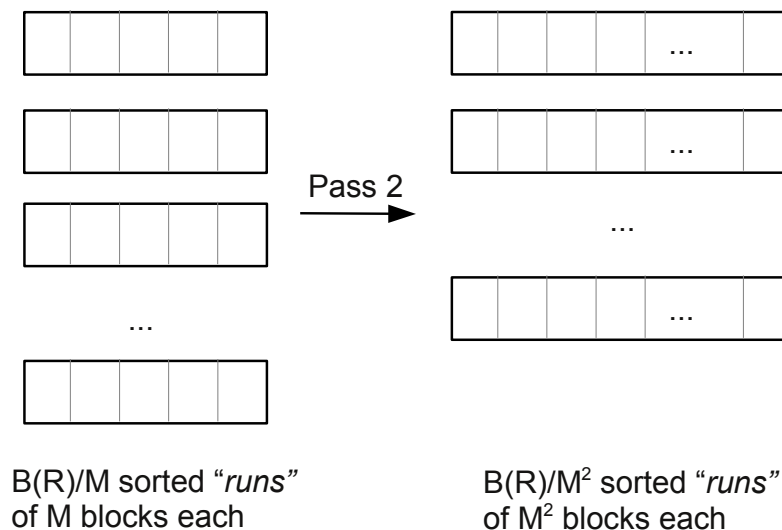 ...
...
Pass 2
...
...
...
B(R)/M sorted “runs”
of M blocks each
B(R)/M² sorted “runs”
of M² blocks each